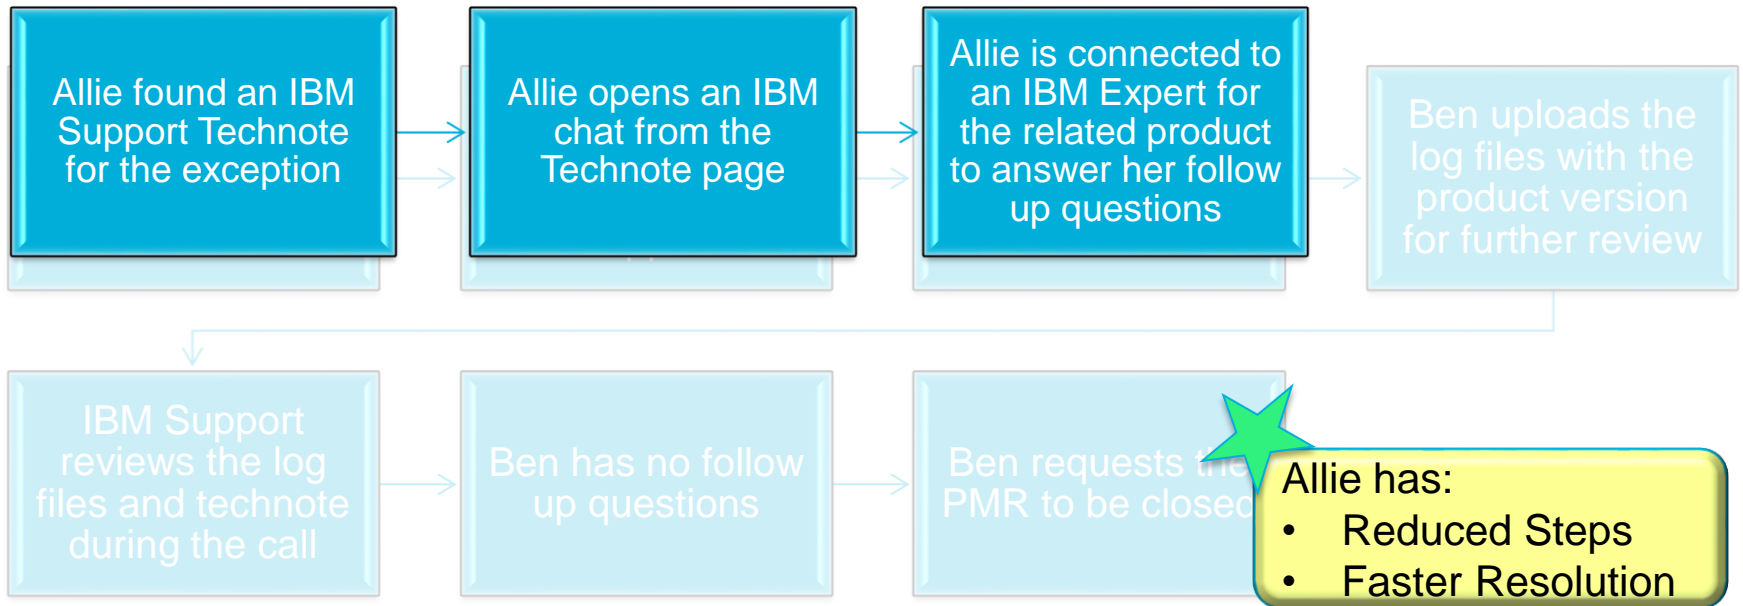 Allie found an IBM
Support Technote
for the exception
Allie opens an IBM
chat from the
Technote page
Allie is connected to
an IBM Expert for
the related product
to answer her follow
up questions
Ben uploads the
log files with the
product version
for further review
IBM Support
reviews the log
files and technote
during the call
Ben has no follow
up questions
Ben requests the
PMR to be closed
Allie has:
• Reduced Steps
• Faster Resolution